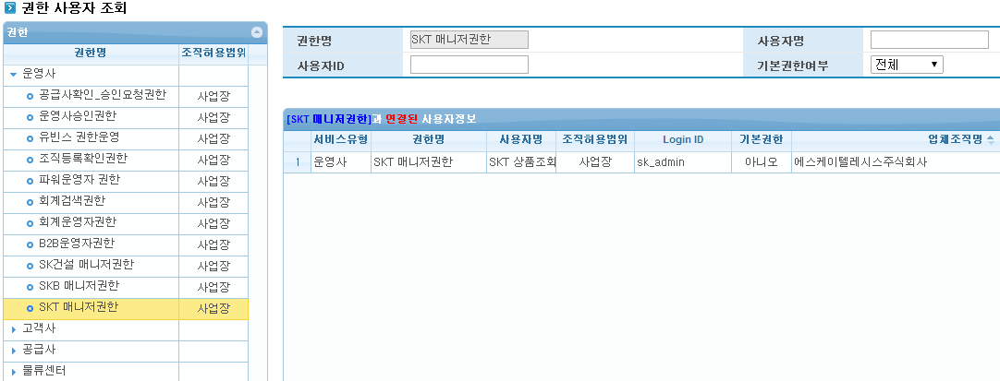 권한 사용자 조회
권한
권한명 조직허용범위
운영사
공급사확인_승인요청권한 사업장
운영사승인권한 사업장
유빈스 권한운영 사업장
조직등록확인권한 사업장
파워운영자 권한 사업장
회계검색권한 사업장
회계운영자권한 사업장
B2B운영자권한 사업장
SK건설 매니저권한 사업장
SKB 매니저권한 사업장
SKT 매니저권한 사업장
고객사
공급사
물류센터
권한명 SKT 매니저권한 사용자명
사용자ID 기본권한여부 전체
[SKT 매니저권한]과 연결된 사용자정보
서비스유형 권한명 사용자명 조직허용범위 Login ID 기본권한 업체조직명
1 운영사 SKT 매니저권한 SKT 상품조회 사업장 sk_admin 아니오 에스케이텔레시스주식회사